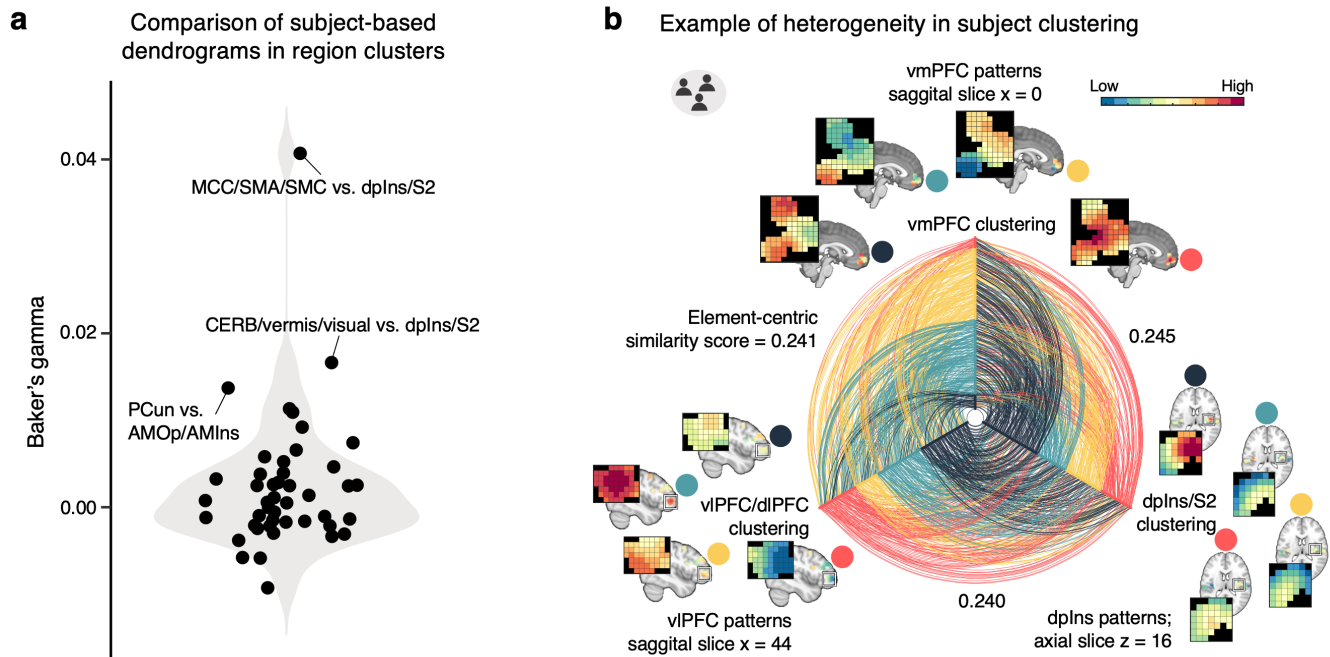 a
Comparison of subject-based
dendrograms in region clusters
Baker's gamma
0.04
0.02
0.00
MCC/SMA/SMC vs. dpIns/S2
CERB/vermis/visual vs. dpIns/S2
PCun vs.
AMOp/AMIns
b
Example of heterogeneity in subject clustering
vmPFC patterns
saggital slice x = 0
Low
High
vmPFC clustering
Element-centric
similarity score = 0.241
0.245
vlPFC/dlPFC
clustering
dpIns/S2
clustering
0.240
vlPFC patterns
saggital slice x = 44
dpIns patterns;
axial slice z = 16